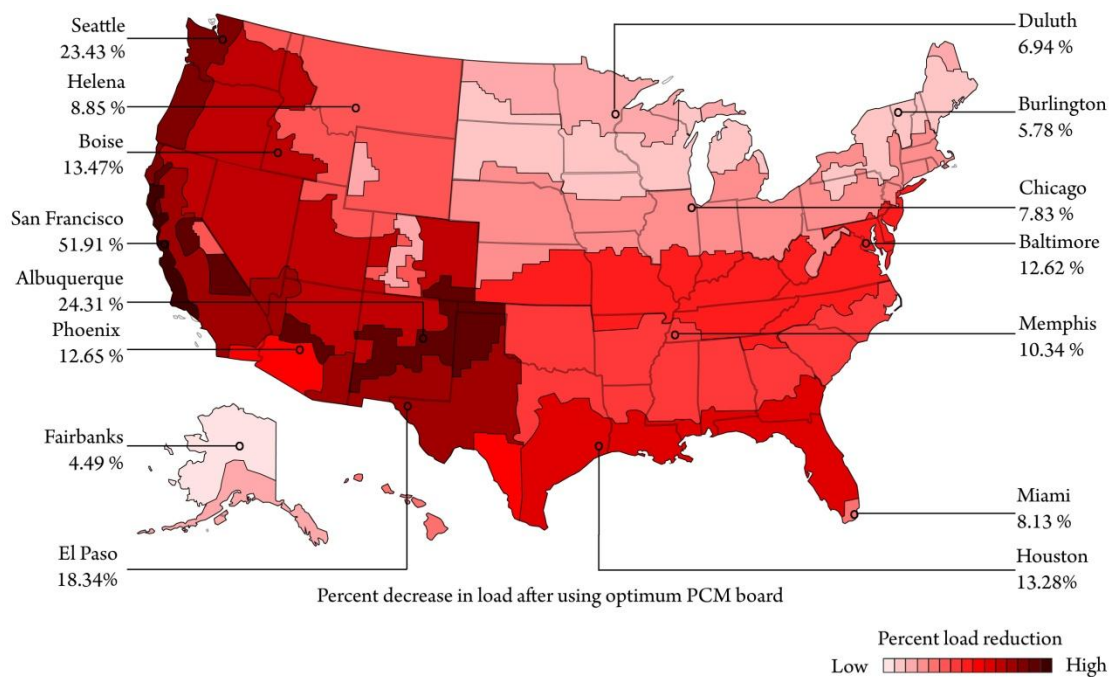 Seattle
23.43 %
Helena
8.85 %
Boise
13.47%
San Francisco
51.91 %
Albuquerque
24.31 %
Phoenix
12.65 %
Fairbanks
4.49 %
El Paso
18.34%
Duluth
6.94 %
Burlington
5.78 %
Chicago
7.83 %
Baltimore
12.62 %
Memphis
10.34 %
Miami
8.13 %
Houston
13.28%
Percent decrease in load after using optimum PCM board
Percent load reduction
Low High